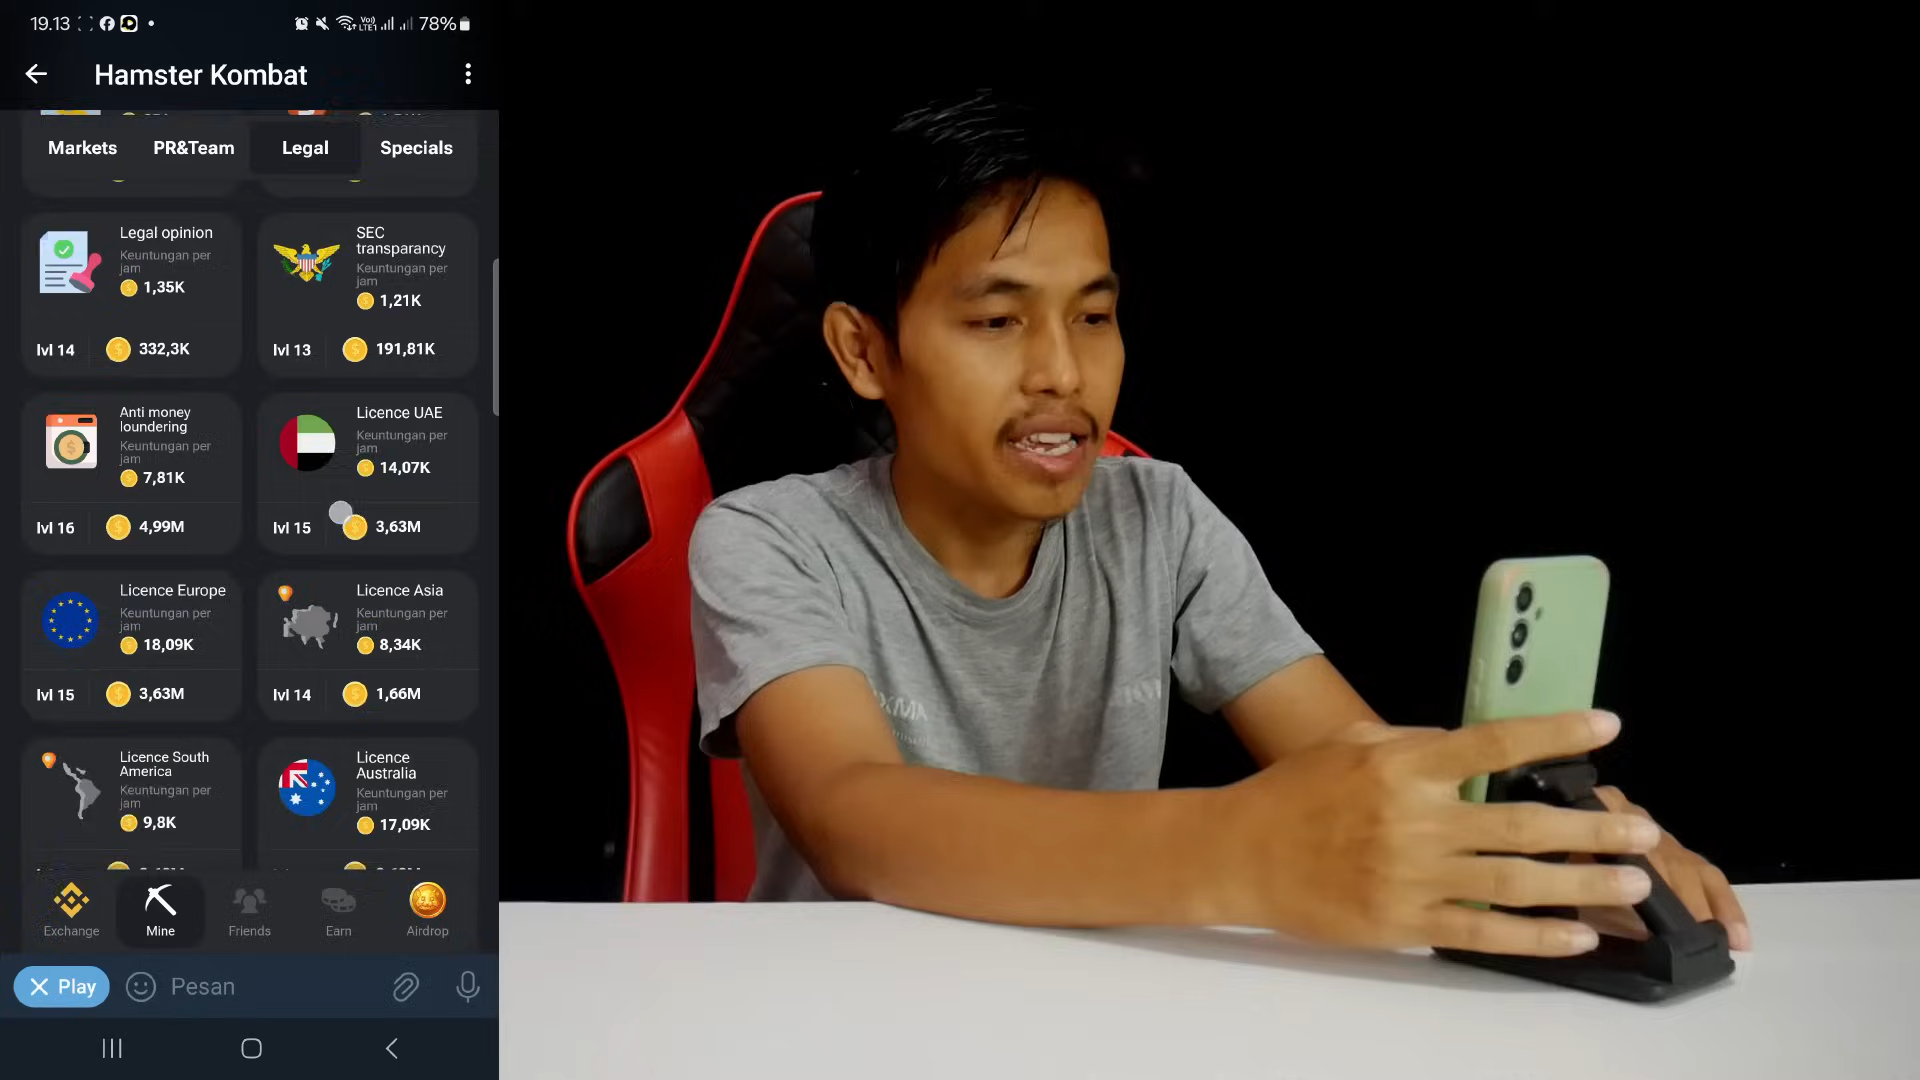 19.13
Vo)
LTE1
78%
Hamster Kombat
Markets
PR&Team
Legal
Specials
Legal opinion
Keuntungan per
jam
1,35K
lvl 14
332,3K
SEC
transparancy
Keuntungan per
jam
1,21K
lvl 13
191,81K
Anti money
loundering
Keuntungan per
jam
7,81K
lvl 16
4,99M
Licence UAE
Keuntungan per
jam
14,07K
lvl 15
3,63M
Licence Europe
Keuntungan per
jam
18,09K
lvl 15
3,63M
Licence Asia
Keuntungan per
jam
8,34K
lvl 14
1,66M
Licence South
America
Keuntungan per
jam
9,8K
Licence
Australia
Keuntungan per
jam
17,09K
Exchange
Mine
Friends
Earn
Airdrop
Play
Pesan